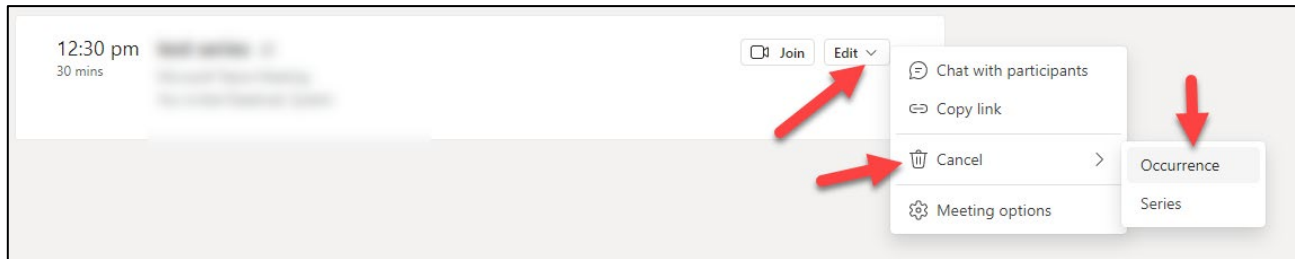 12:30 pm
30 mins
Join
Edit
Chat with participants
Copy link
Cancel
Occurrence
Series
Meeting options